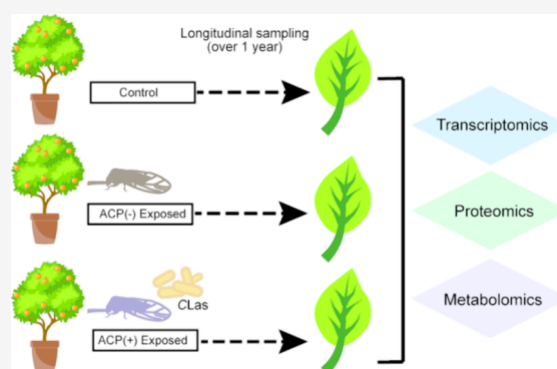 Longitudinal sampling
(over 1 year)
Control
Transcriptomics
ACP(-) Exposed
Proteomics
CLas
ACP(+) Exposed
Metabolomics